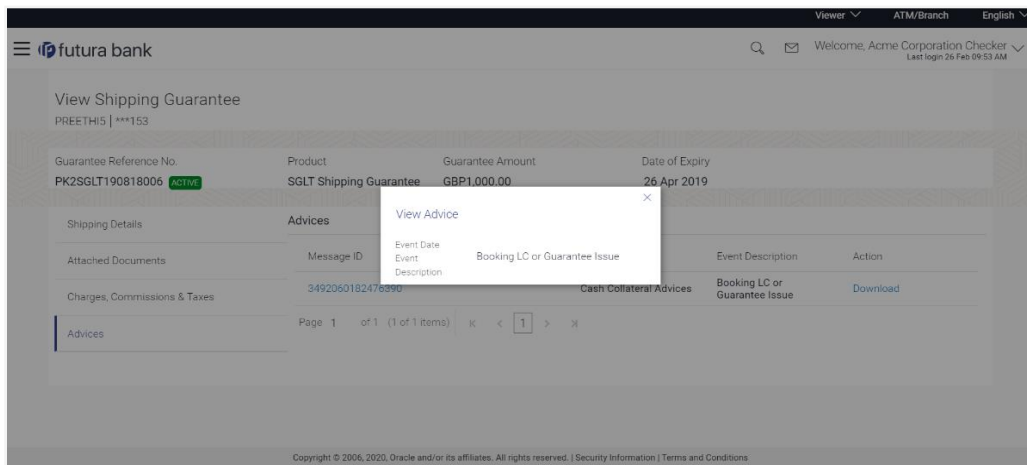 Viewer ATM/Branch English
futura bank
Welcome, Acme Corporation Checker
Last login 26 Feb 09:53 AM
View Shipping Guarantee
PREETHI5 | ***153
Guarantee Reference No. Product Guarantee Amount Date of Expiry
PK2SGLT190818006 ACTIVE SGLT Shipping Guarantee GBP1,000.00 26 Apr 2019
Shipping Details
Attached Documents
Charges, Commissions & Taxes
Advices
Advices
Message ID Event Description Action
3492060182476390 Cash Collateral Advices Booking LC or Guarantee Issue Download
Page 1 of 1 (1 of 1 items) 1
View Advice
Event Date
Event Description Booking LC or Guarantee Issue
Copyright © 2006, 2020, Oracle and/or its affiliates. All rights reserved. | Security Information | Terms and Conditions